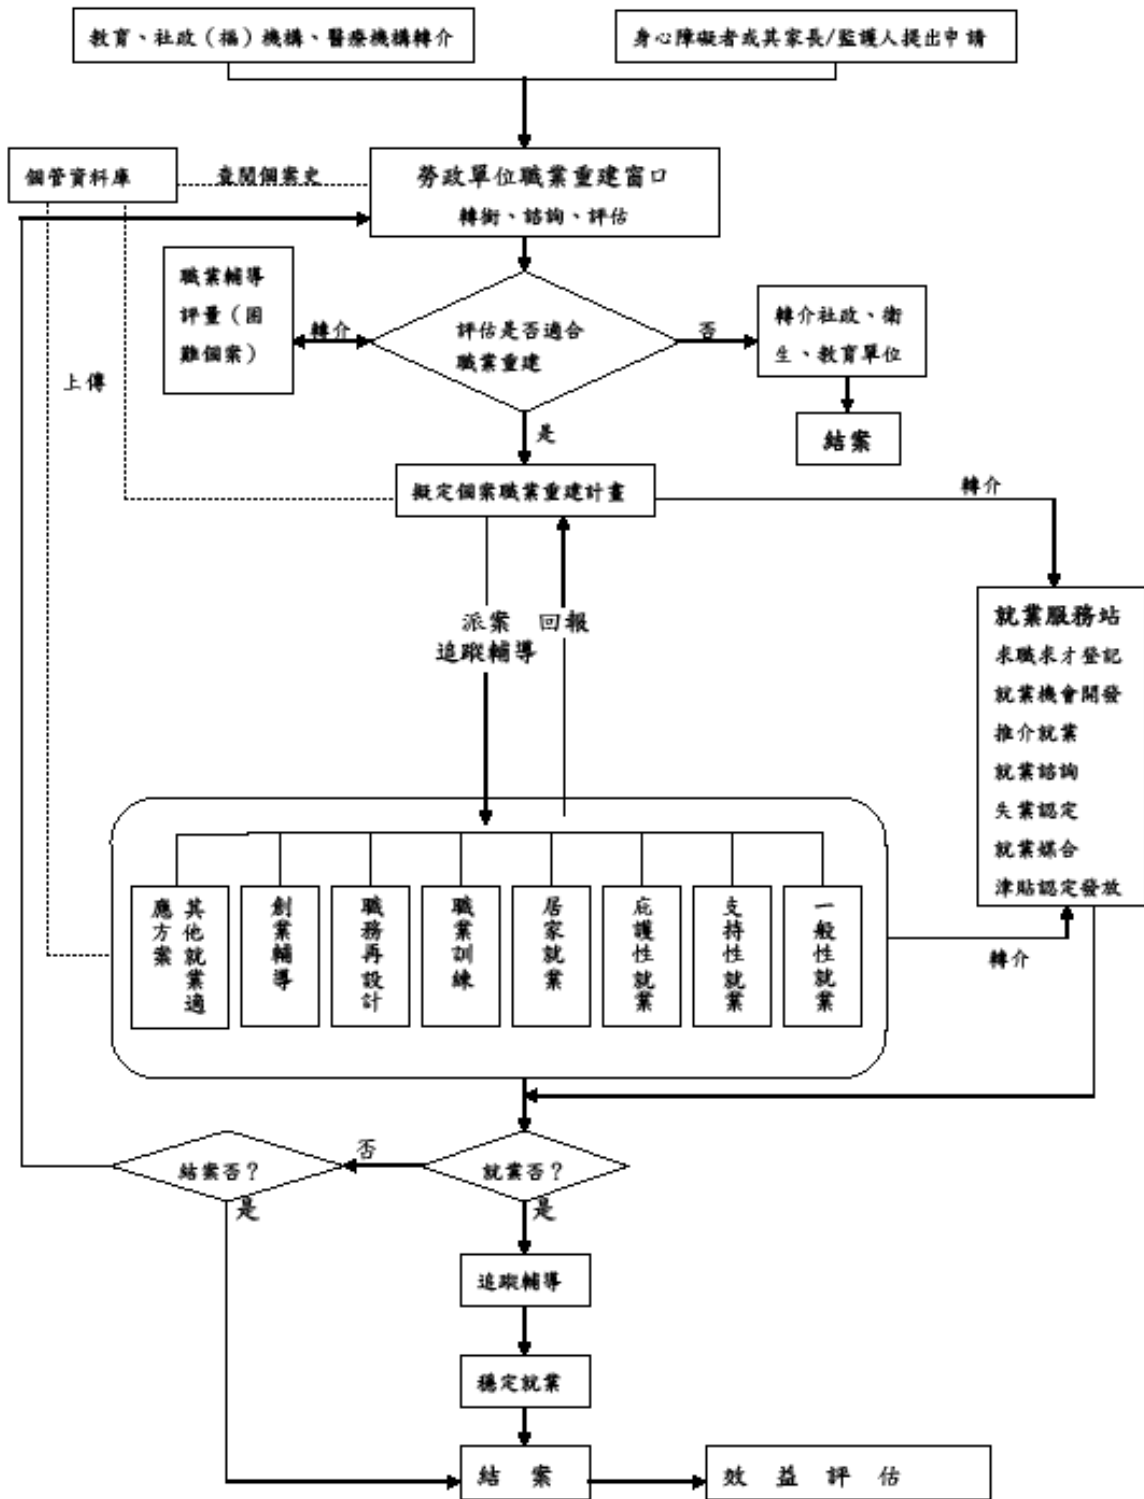 教育、社政（福）機構、醫療機構轉介
身心障礙者或其家長/監護人提出申請
個管資料庫
查閱個案史
勞政單位職業重建窗口
轉銜、諮詢、評估
職業輔導
評量（困
難個案）
轉介
評估是否適合
職業重建
否
轉介社政、衛
生、教育單位
上傳
結案
是
擬定個案職業重建計畫
轉介
派案
追蹤輔導
回報
就業服務站
求職求才登記
就業機會開發
推介就業
就業諮詢
失業認定
就業媒合
津貼認定發放
其他就業適
應方案
創業輔導
職務再設計
職業訓練
居家就業
庇護性就業
支持性就業
一般性就業
轉介
結案否？
否
就業否？
是
是
追蹤輔導
穩定就業
結 案
效 益 評 估